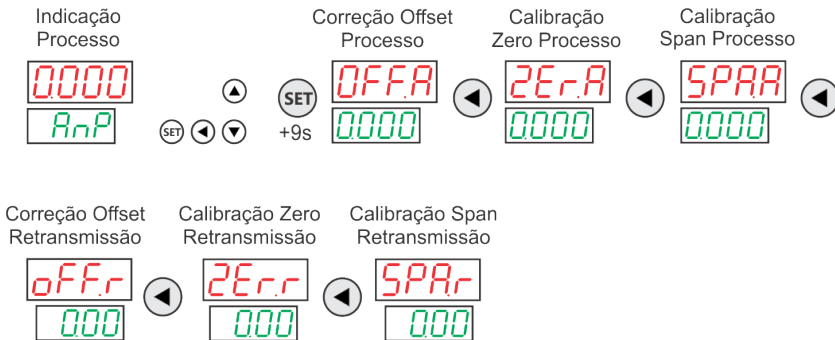 Indicação
Processo
0.000
AnP
SET
SET
+9s
Correção Offset
Processo
OFF.A
0.000
Calibração
Zero Processo
ZEr.A
0.000
Calibração
Span Processo
SPA.A
0.000
Correção Offset
Retransmissão
oFF.r
0.00
Calibração Zero
Retransmissão
ZEr.r
0.00
Calibração Span
Retransmissão
SPA.r
0.00